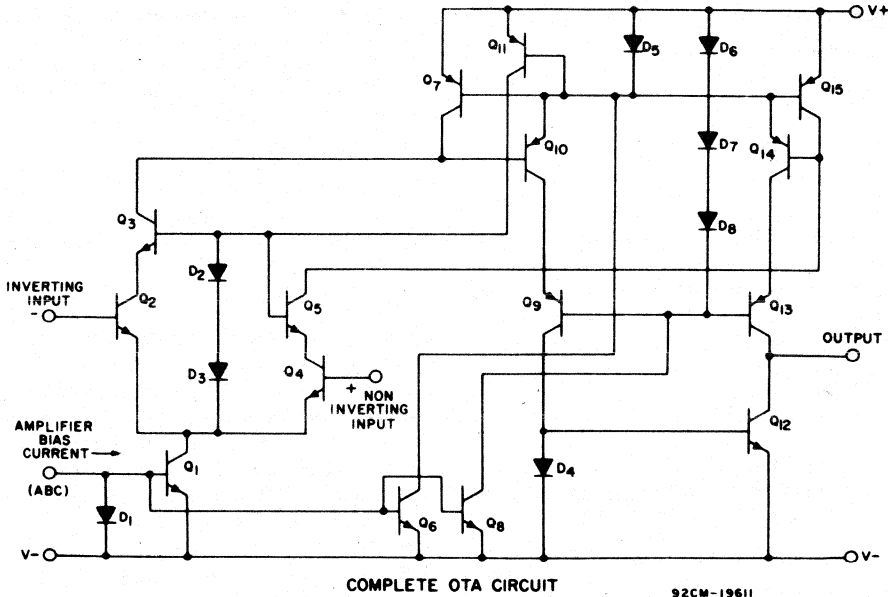 V+
Q11
D5
D6
Q7
Q15
Q10
D7
Q14
Q3
D2
D8
INVERTING
INPUT
-
Q2
Q5
Q9
Q13
OUTPUT
D3
Q4
+ NON
INVERTING
INPUT
AMPLIFIER
BIAS
CURRENT
(ABC)
Q1
Q12
D4
D1
Q6
Q8
V-
V-
COMPLETE OTA CIRCUIT
92CM-19611